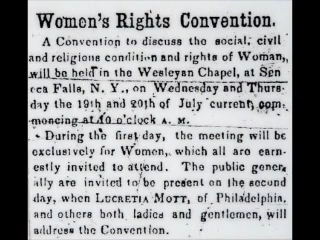 Women's Rights Convention.
A Convention to discuss the social, civil
and religious condition and rights of Woman,
will be held in the Wesleyan Chapel, at Sen
eca Falls, N. Y., on Wednesday and Thurs
day the 19th and 20th of July current, com
mencing at 10 o'clock A. M.
During the first day, the meeting will be
exclusively for Women, which all are earn-
estly invited to attend. The public gener-
ally are invited to be present on the second
day, when LUCRETIA MOTT, of Philadelphia,
and others both ladies and gentlemen, will
address the Convention.